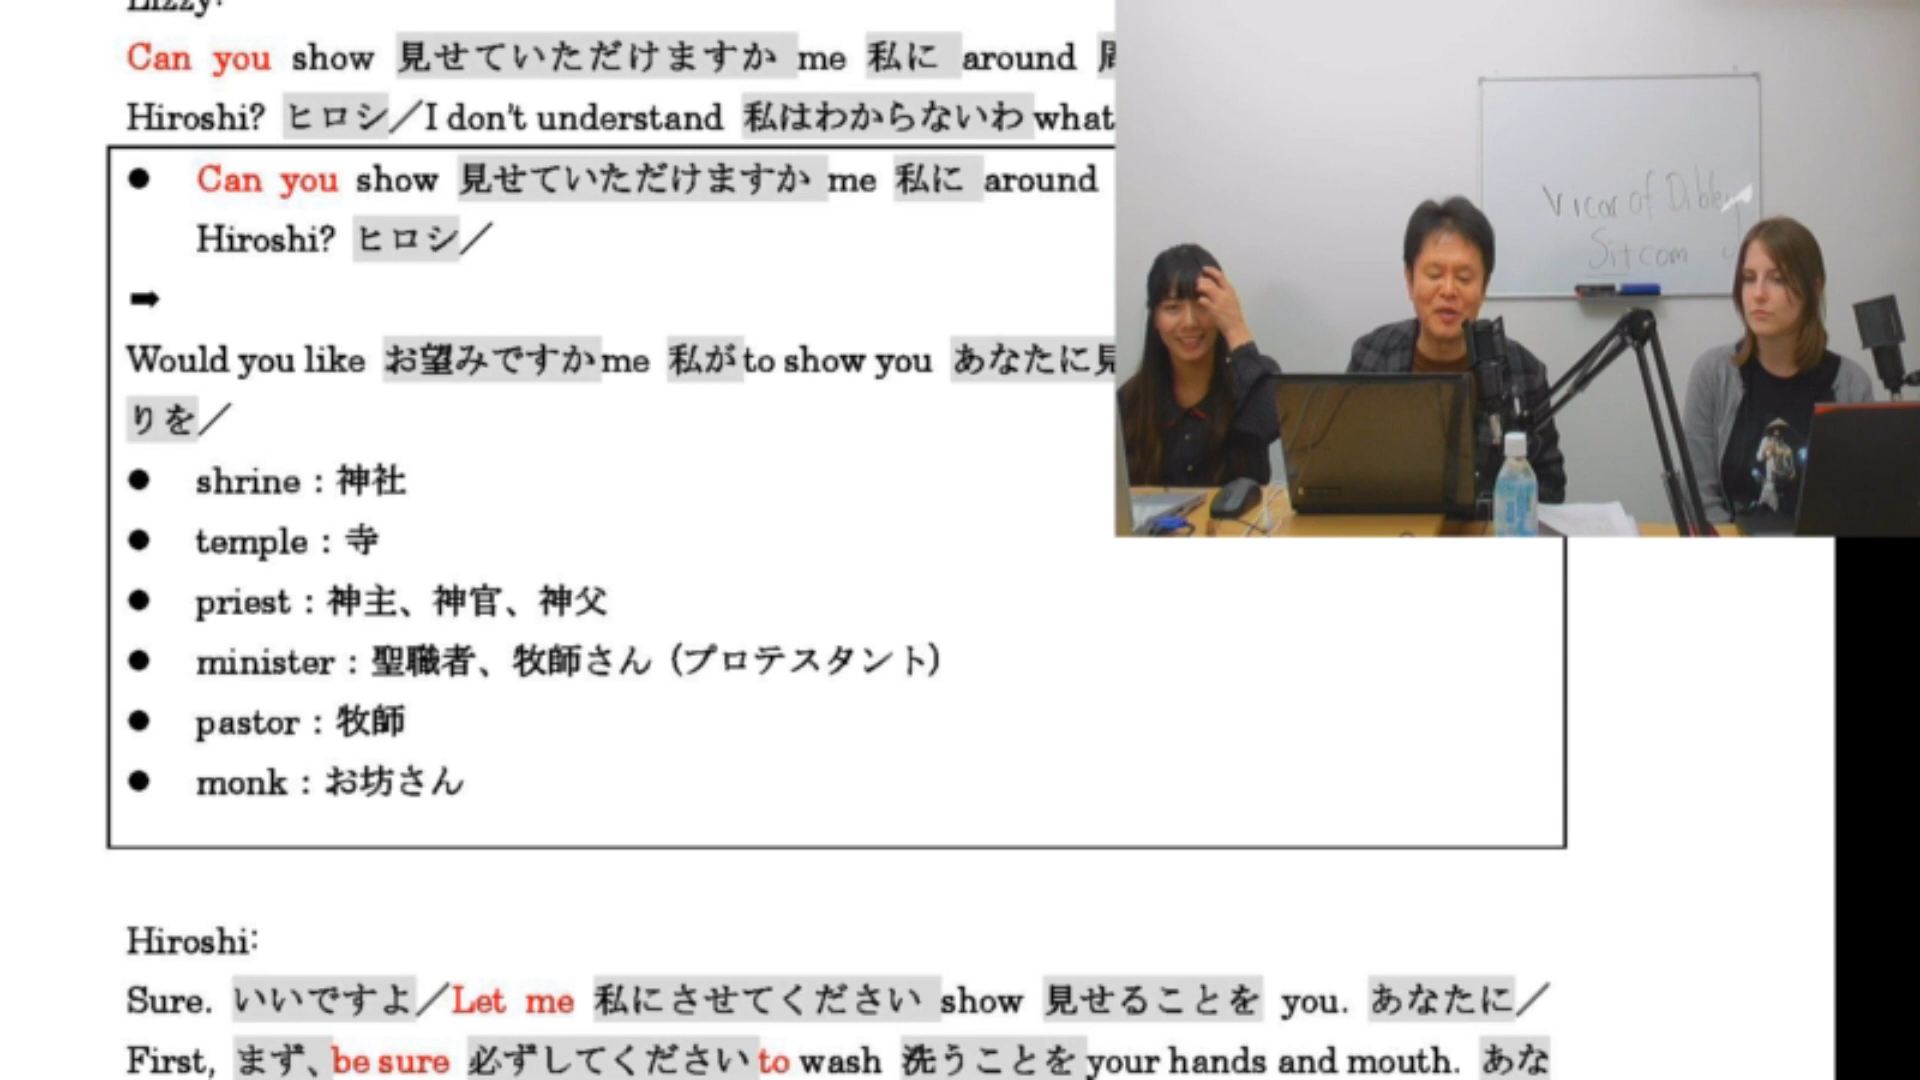 Lizzy:
Can you show 見せていただけますか me 私に around
Hiroshi? ヒロシ／I don't understand 私はわからないわ what
● Can you show 見せていただけますか me 私に around
Hiroshi? ヒロシ／
➡
Would you like お望みですか me 私が to show you あなたに見
りを／
● shrine：神社
● temple：寺
● priest：神主、神官、神父
● minister：聖職者、牧師さん（プロテスタント）
● pastor：牧師
● monk：お坊さん
Hiroshi:
Sure. いいですよ／Let me 私にさせてください show 見せることを you. あなたに／
First, まず、be sure 必ずしてください to wash 洗うことを your hands and mouth. あな
Vicar of Dibley
Sitcom